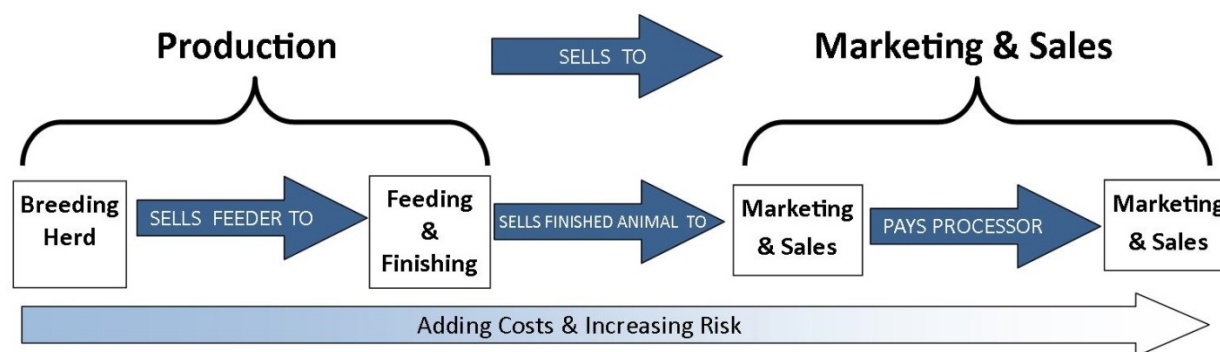 Production
SELLS TO
Marketing & Sales
Breeding
Herd
SELLS FEEDER TO
Feeding
&
Finishing
SELLS FINISHED ANIMAL TO
Marketing
& Sales
PAYS PROCESSOR
Marketing
& Sales
Adding Costs & Increasing Risk